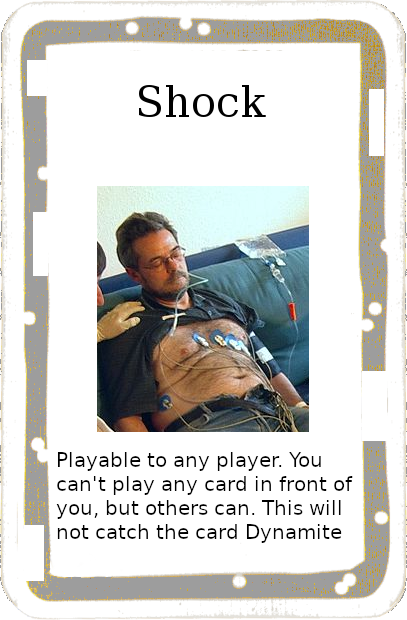 Shock
Playable to any player. You
can't play any card in front of
you, but others can. This will
not catch the card Dynamite